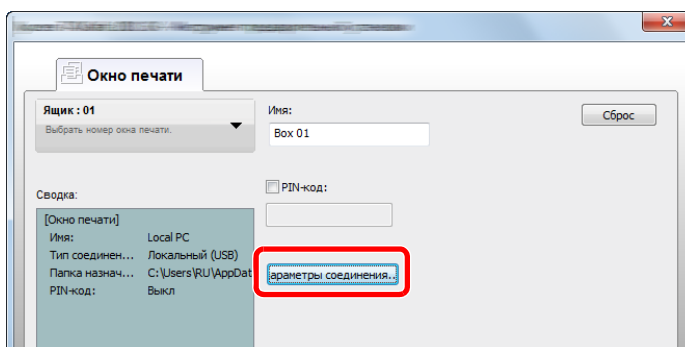 Окно печати
Ящик : 01
Выбрать номер окна печати.
Имя:
Box 01
Сброс
PIN-код:
Сводка:
[Окно печати]
Имя: Local PC
Тип соединен... Локальный (USB)
Папка назнач... C:\Users\RU\AppDat
PIN-код: Выкл
араметры соединения..